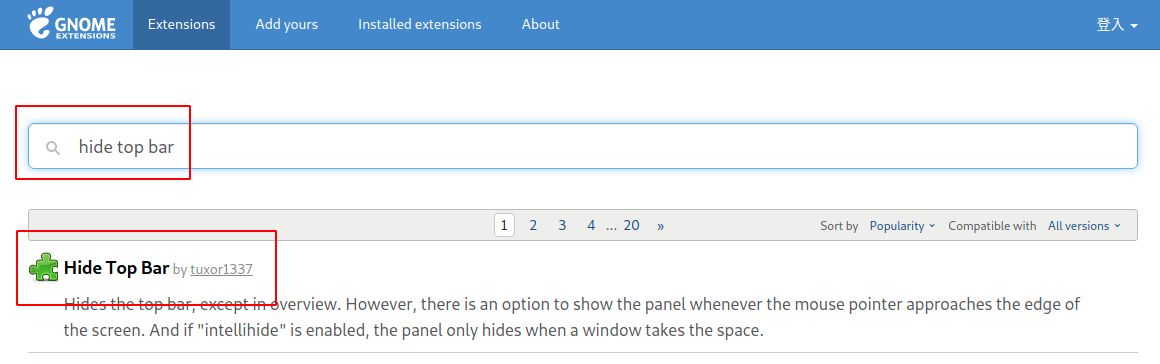 GNOME EXTENSIONS Extensions Add yours Installed extensions About 登入
hide top bar
1 2 3 4 ... 20 » Sort by Popularity Compatible with All versions
Hide Top Bar by tuxor1337
Hides the top bar, except in overview. However, there is an option to show the panel whenever the mouse pointer approaches the edge of
the screen. And if "intellihide" is enabled, the panel only hides when a window takes the space.